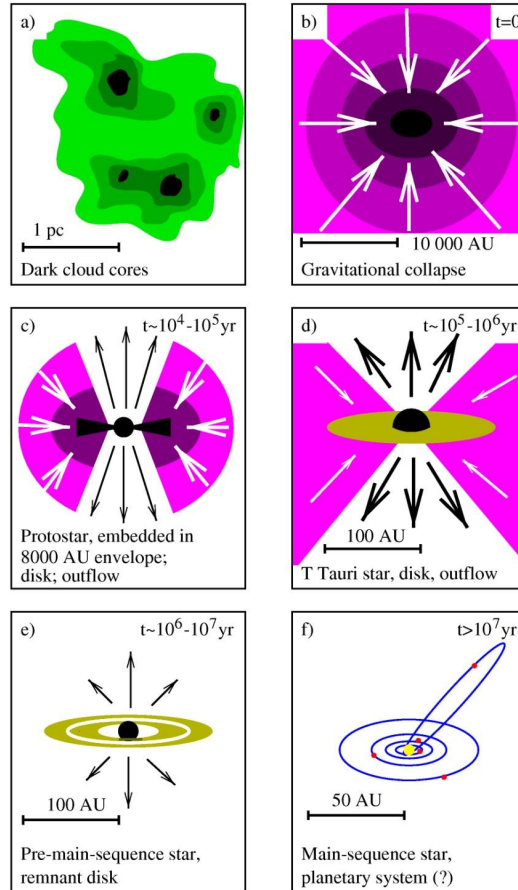 a)
1 pc
Dark cloud cores
b) t=0
10 000 AU
Gravitational collapse
c) t~10⁴-10⁵yr
Protostar, embedded in
8000 AU envelope;
disk; outflow
d) t~10⁵-10⁶yr
100 AU
T Tauri star, disk, outflow
e) t~10⁶-10⁷yr
100 AU
Pre-main-sequence star,
remnant disk
f) t>10⁷yr
50 AU
Main-sequence star,
planetary system (?)